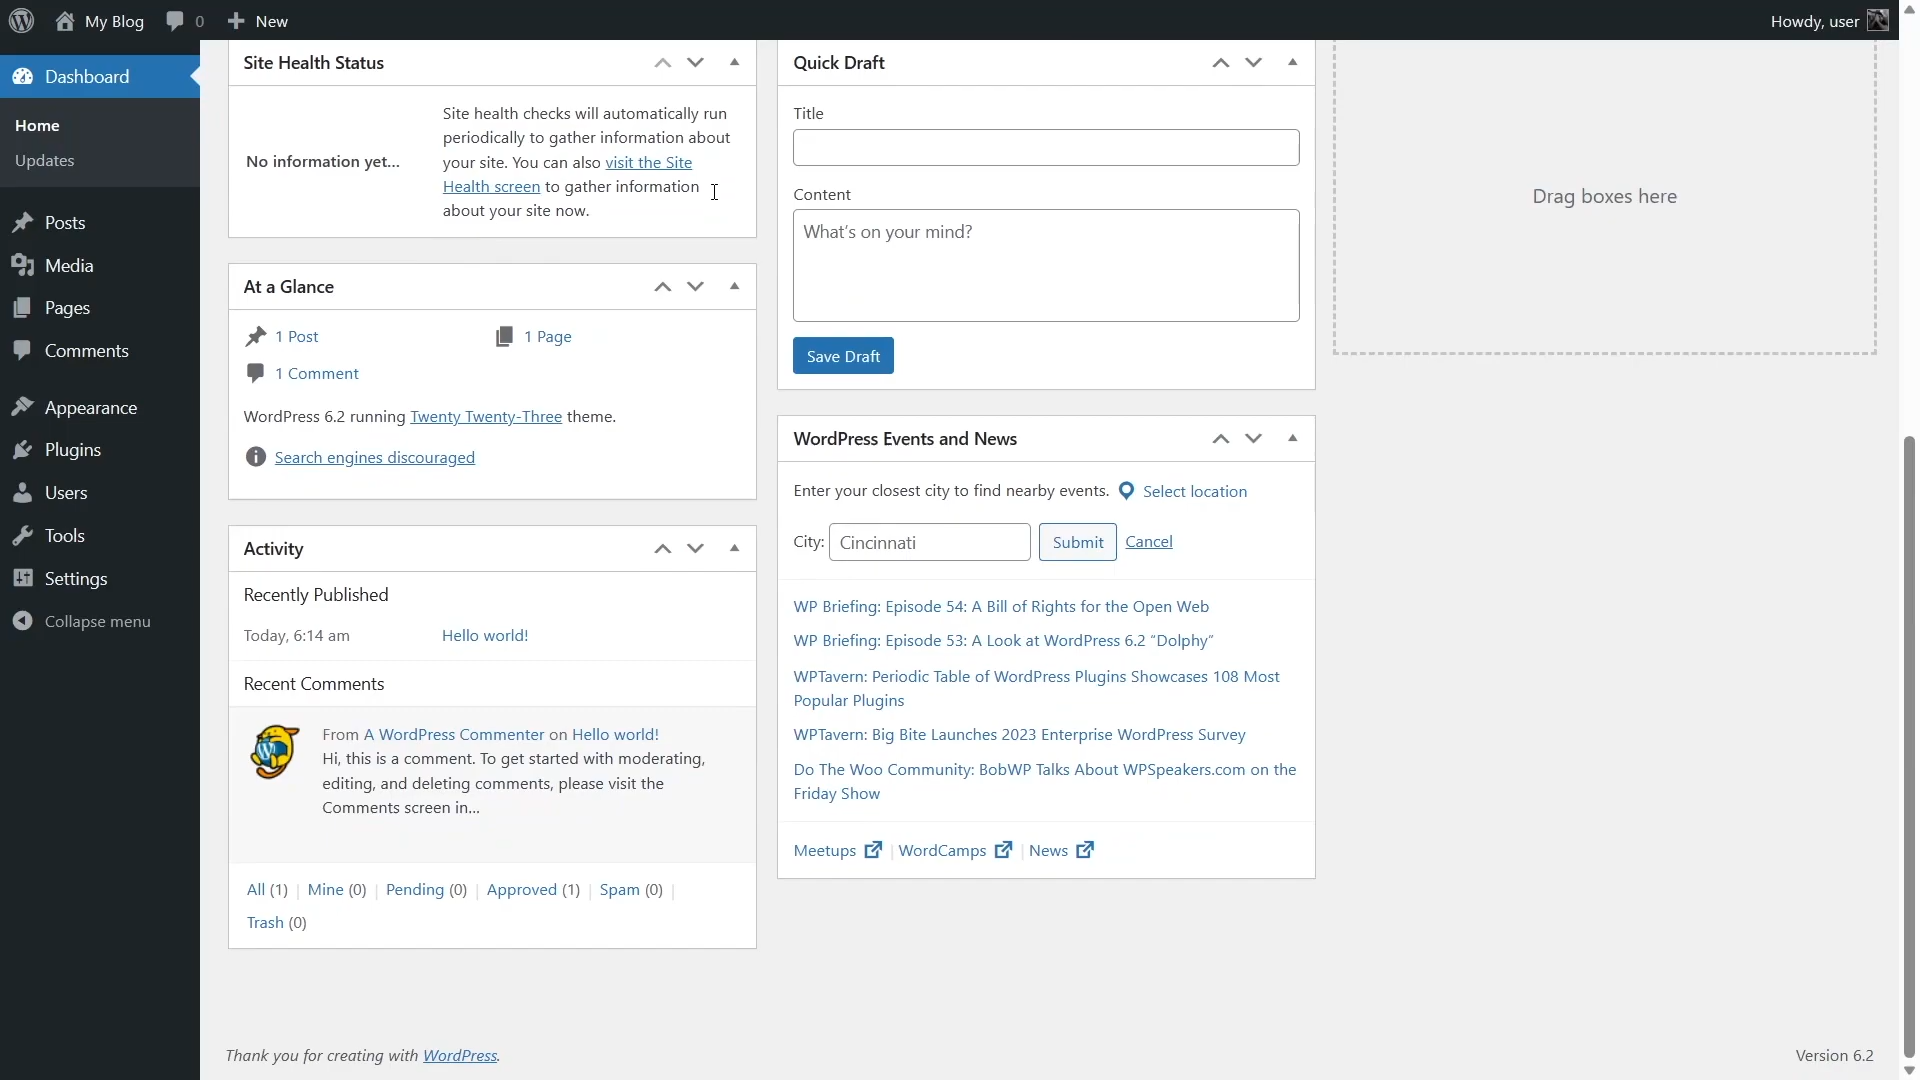 My Blog 0 New Howdy, user
Dashboard
Home
Updates
Posts
Media
Pages
Comments
Appearance
Plugins
Users
Tools
Settings
Collapse menu
Site Health Status
No information yet...
Site health checks will automatically run
periodically to gather information about
your site. You can also visit the Site
Health screen to gather information
about your site now.
At a Glance
1 Post 1 Page
1 Comment
WordPress 6.2 running Twenty Twenty-Three theme.
Search engines discouraged
Activity
Recently Published
Today, 6:14 am Hello world!
Recent Comments
From A WordPress Commenter on Hello world!
Hi, this is a comment. To get started with moderating,
editing, and deleting comments, please visit the
Comments screen in...
All (1) | Mine (0) | Pending (0) | Approved (1) | Spam (0) |
Trash (0)
Quick Draft
Title
Content
What's on your mind?
Save Draft
WordPress Events and News
Enter your closest city to find nearby events. Select location
City: Cincinnati Submit Cancel
WP Briefing: Episode 54: A Bill of Rights for the Open Web
WP Briefing: Episode 53: A Look at WordPress 6.2 “Dolphy”
WPTavern: Periodic Table of WordPress Plugins Showcases 108 Most
Popular Plugins
WPTavern: Big Bite Launches 2023 Enterprise WordPress Survey
Do The Woo Community: BobWP Talks About WPSpeakers.com on the
Friday Show
Meetups | WordCamps | News
Drag boxes here
Thank you for creating with WordPress.
Version 6.2